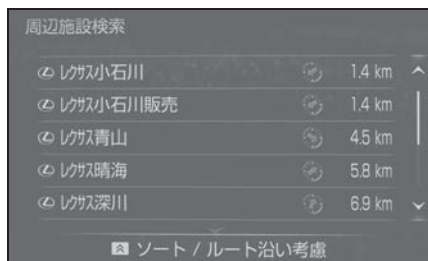 周辺施設検索
レクサス小石川 1.4 km
レクサス小石川販売 1.4 km
レクサス青山 4.5 km
レクサス晴海 5.8 km
レクサス深川 6.9 km
ソート / ルート沿い考慮